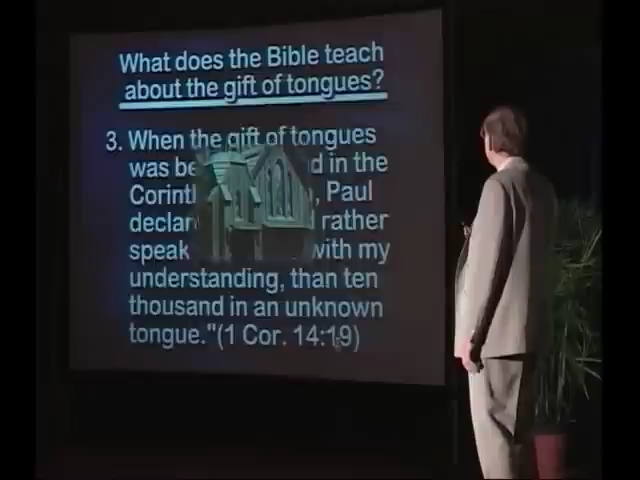 What does the Bible teach
about the gift of tongues?
3. When the gift of tongues
was be d in the
Corint , Paul
declar rather
speak with my
understanding, than ten
thousand in an unknown
tongue."(1 Cor. 14:19)